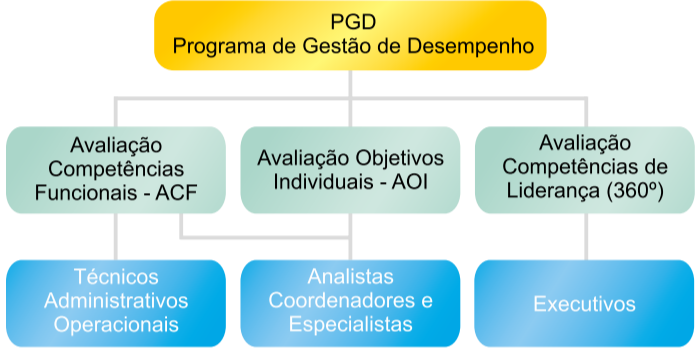 PGD
Programa de Gestão de Desempenho
Avaliação
Competências
Funcionais - ACF
Avaliação Objetivos
Individuais - AOI
Avaliação
Competências de
Liderança (360º)
Técnicos
Administrativos
Operacionais
Analistas
Coordenadores e
Especialistas
Executivos